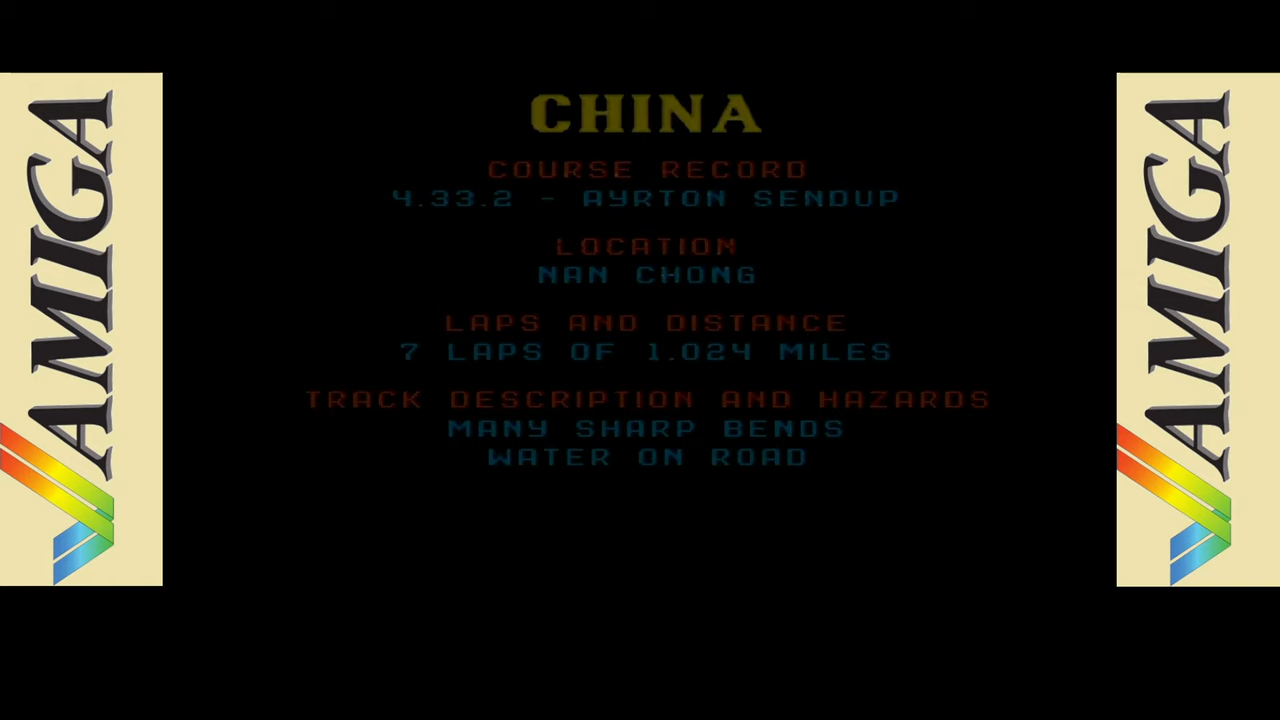 CHINA
COURSE RECORD
4.33.2 - AYRTON SENDUP
LOCATION
NAN CHONG
LAPS AND DISTANCE
7 LAPS OF 1.024 MILES
TRACK DESCRIPTION AND HAZARDS
MANY SHARP BENDS
WATER ON ROAD
AMIGA
AMIGA